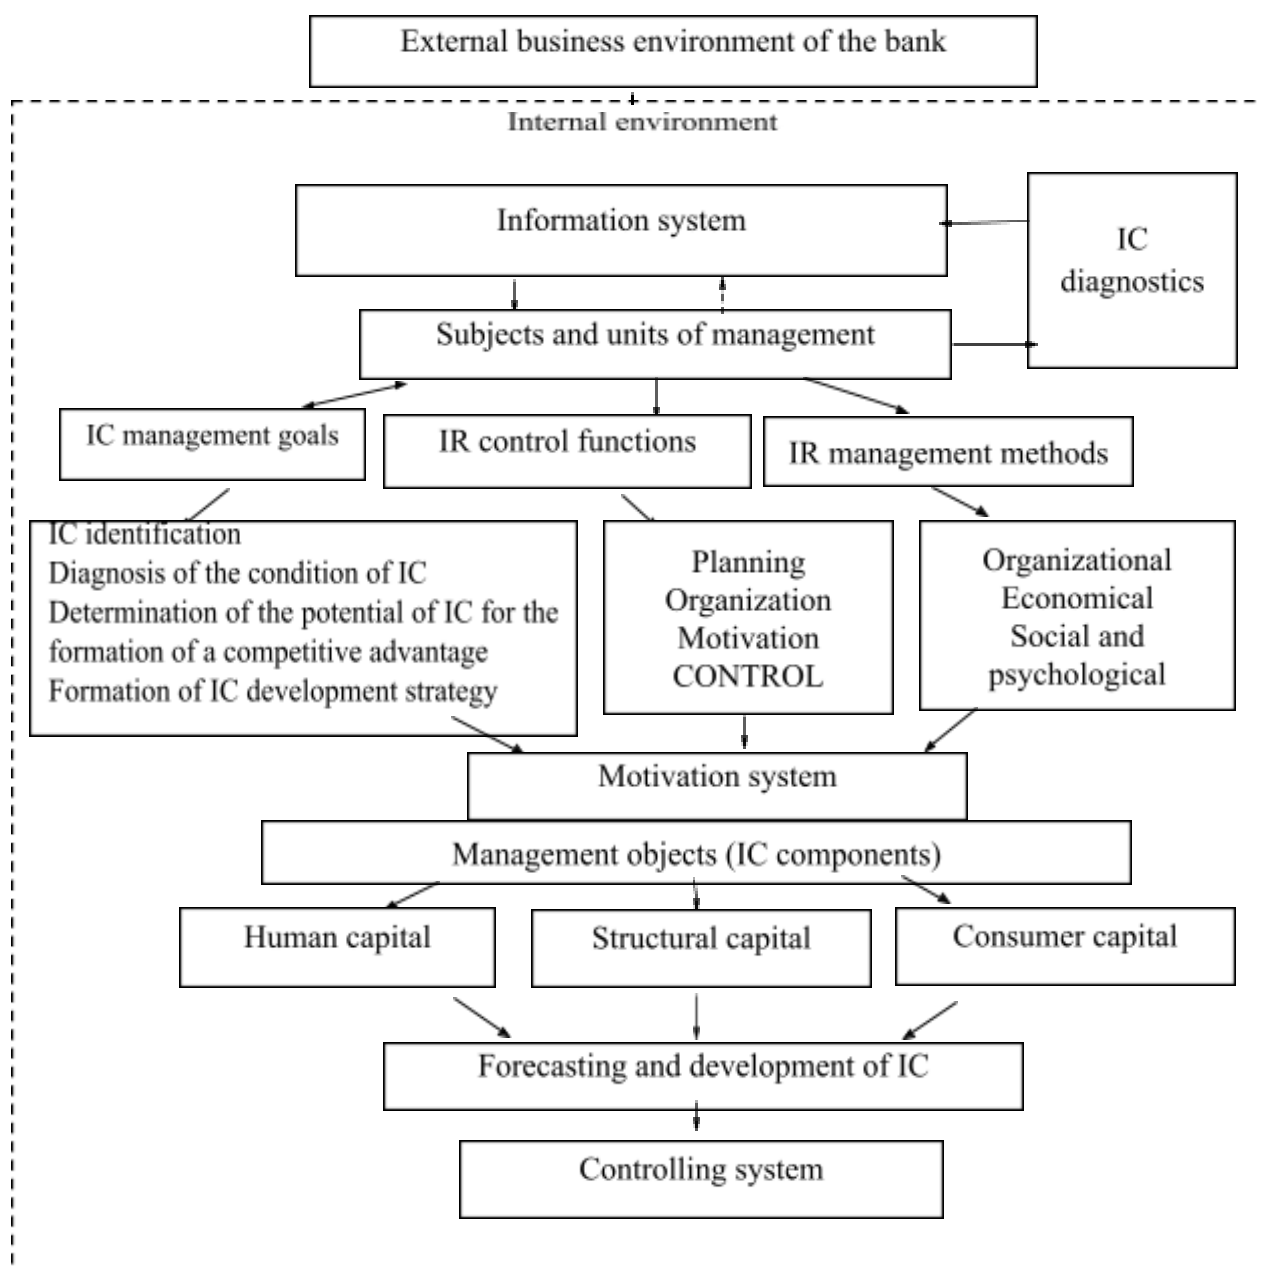 External business environment of the bank
Internal environment
Information system
IC
diagnostics
Subjects and units of management
IC management goals
IR control functions
IR management methods
IC identification
Diagnosis of the condition of IC
Determination of the potential of IC for the
formation of a competitive advantage
Formation of IC development strategy
Planning
Organization
Motivation
CONTROL
Organizational
Economical
Social and
psychological
Motivation system
Management objects (IC components)
Human capital
Structural capital
Consumer capital
Forecasting and development of IC
Controlling system